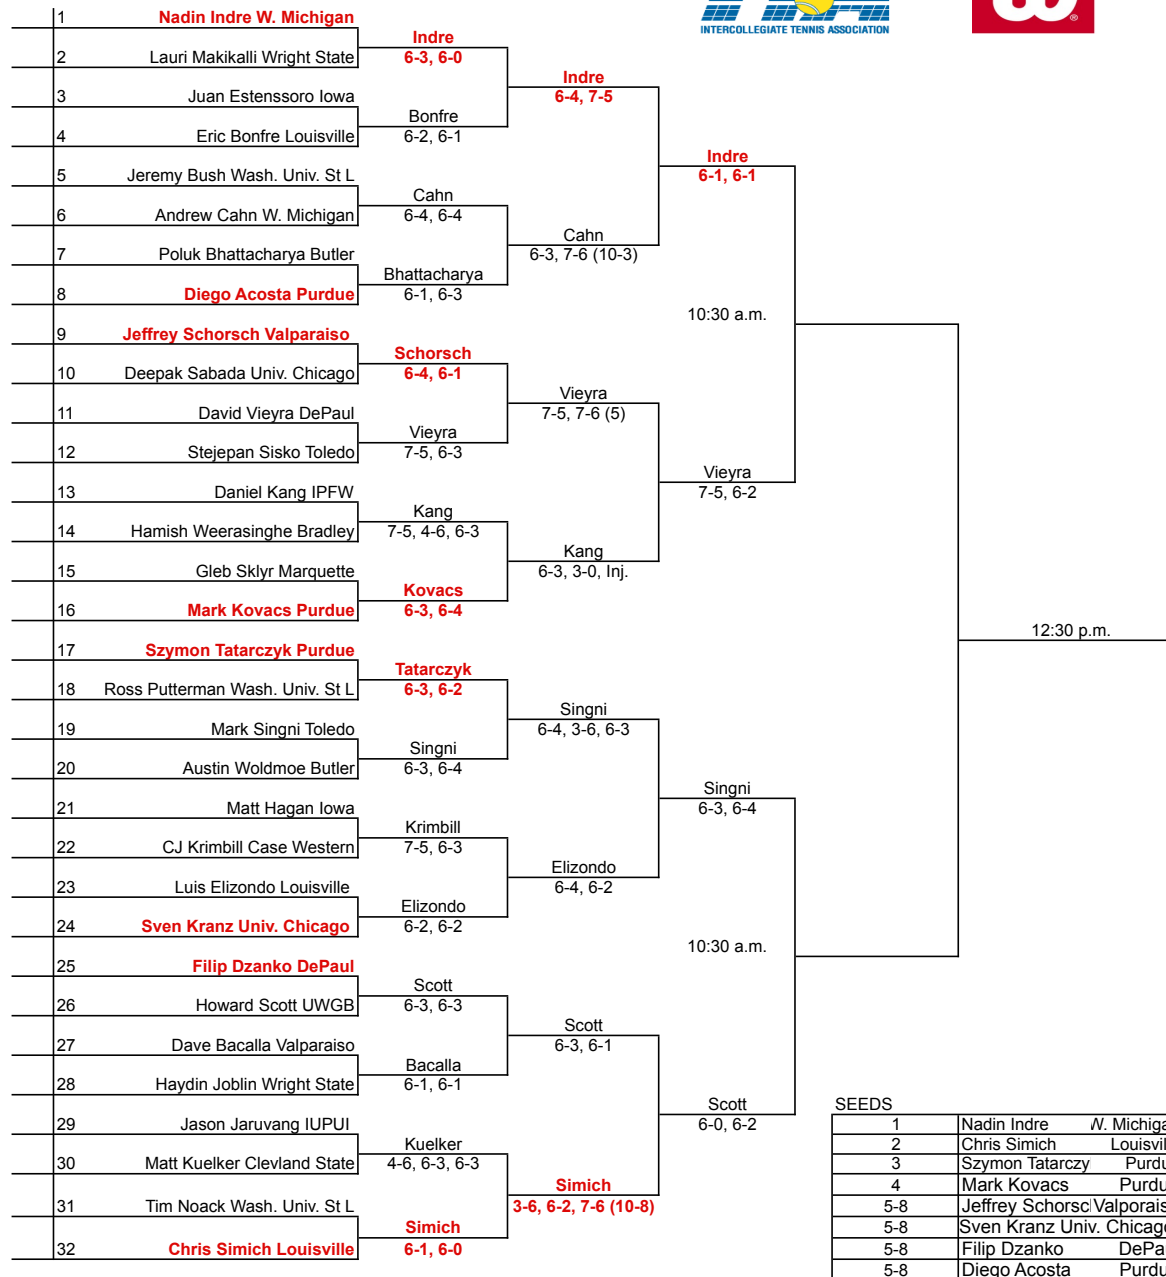 INTERCOLLEGIATE TENNIS ASSOCIATION
1 Nadin Indre W. Michigan
Indre
2 Lauri Makikalli Wright State
6-3, 6-0
Indre
3 Juan Estenssoro Iowa
6-4, 7-5
Bonfre
4 Eric Bonfre Louisville
6-2, 6-1
Indre
5 Jeremy Bush Wash. Univ. St L
6-1, 6-1
Cahn
6 Andrew Cahn W. Michigan
6-4, 6-4
Cahn
7 Poluk Bhattacharya Butler
6-3, 7-6 (10-3)
Bhattacharya
8 Diego Acosta Purdue
6-1, 6-3
10:30 a.m.
9 Jeffrey Schorsch Valparaiso
Schorsch
10 Deepak Sabada Univ. Chicago
6-4, 6-1
Vieyra
11 David Vieyra DePaul
7-5, 7-6 (5)
Vieyra
12 Stejepan Sisko Toledo
7-5, 6-3
Vieyra
13 Daniel Kang IPFW
7-5, 6-2
Kang
14 Hamish Weerasinghe Bradley
7-5, 4-6, 6-3
Kang
15 Gleb Sklyr Marquette
6-3, 3-0, Inj.
Kovacs
16 Mark Kovacs Purdue
6-3, 6-4
12:30 p.m.
17 Szymon Tatarczyk Purdue
Tatarczyk
18 Ross Putterman Wash. Univ. St L
6-3, 6-2
Singni
19 Mark Singni Toledo
6-4, 3-6, 6-3
Singni
20 Austin Woldmoe Butler
6-3, 6-4
Singni
21 Matt Hagan Iowa
6-3, 6-4
Krimbill
22 CJ Krimbill Case Western
7-5, 6-3
Elizondo
23 Luis Elizondo Louisville
6-4, 6-2
Elizondo
24 Sven Kranz Univ. Chicago
6-2, 6-2
10:30 a.m.
25 Filip Dzanko DePaul
Scott
26 Howard Scott UWGB
6-3, 6-3
Scott
27 Dave Bacalla Valparaiso
6-3, 6-1
Bacalla
28 Haydin Joblin Wright State
6-1, 6-1
Scott
29 Jason Jaruvang IUPUI
6-0, 6-2
Kuelker
30 Matt Kuelker Clevland State
4-6, 6-3, 6-3
Simich
31 Tim Noack Wash. Univ. St L
3-6, 6-2, 7-6 (10-8)
Simich
32 Chris Simich Louisville
6-1, 6-0
SEEDS
1 Nadin Indre W. Michiga
2 Chris Simich Louisvil
3 Szymon Tatarczy Purdu
4 Mark Kovacs Purdu
5-8 Jeffrey Schorscl Valporais
5-8 Sven Kranz Univ. Chicago
5-8 Filip Dzanko DePa
5-8 Diego Acosta Purdu